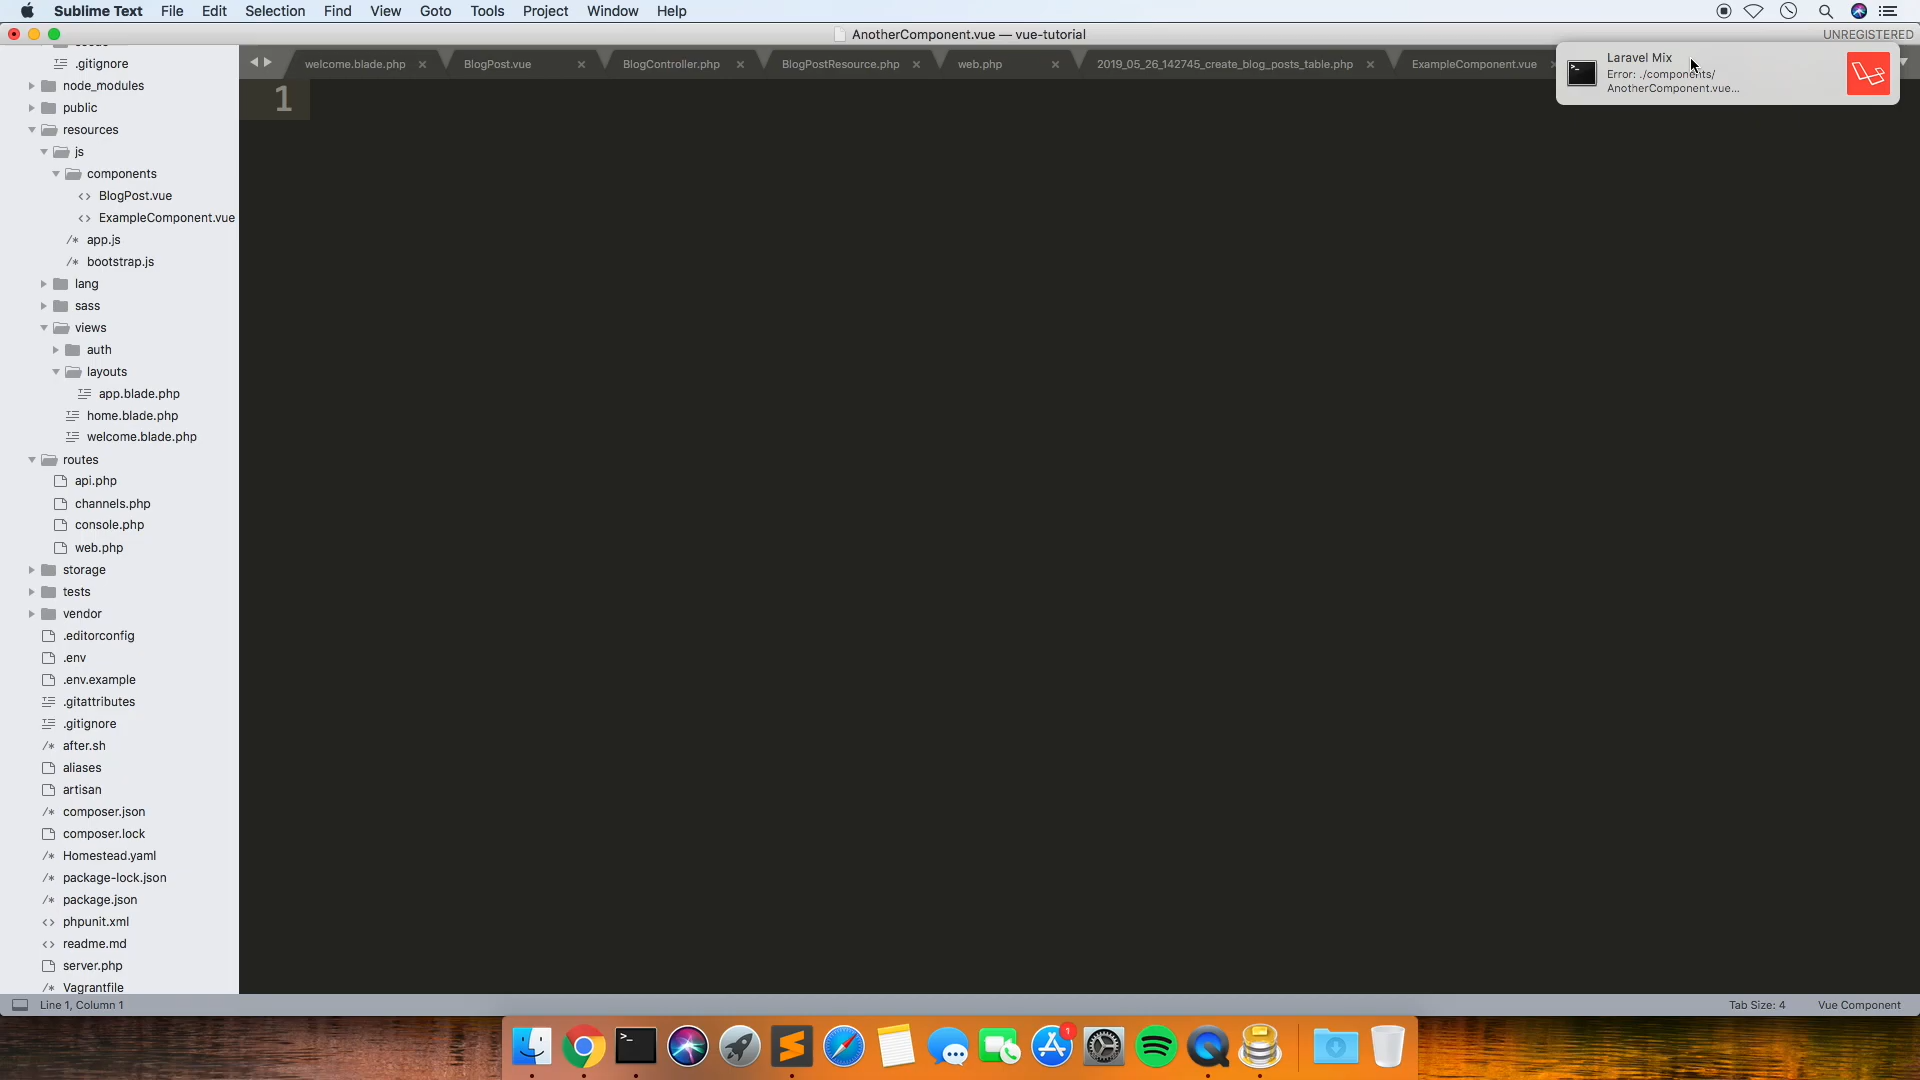 Sublime Text File Edit Selection Find View Goto Tools Project Window Help
AnotherComponent.vue — vue-tutorial
UNREGISTERED
welcome.blade.php
BlogPost.vue
BlogController.php
BlogPostResource.php
web.php
2019_05_26_142745_create_blog_posts_table.php
ExampleComponent.vue
Laravel Mix
Error: ./components/
AnotherComponent.vue...
1
.gitignore
node_modules
public
resources
js
components
BlogPost.vue
ExampleComponent.vue
app.js
bootstrap.js
lang
sass
views
auth
layouts
app.blade.php
home.blade.php
welcome.blade.php
routes
api.php
channels.php
console.php
web.php
storage
tests
vendor
.editorconfig
.env
.env.example
.gitattributes
.gitignore
after.sh
aliases
artisan
composer.json
composer.lock
Homestead.yaml
package-lock.json
package.json
phpunit.xml
readme.md
server.php
Vagrantfile
Line 1, Column 1
Tab Size: 4
Vue Component
1